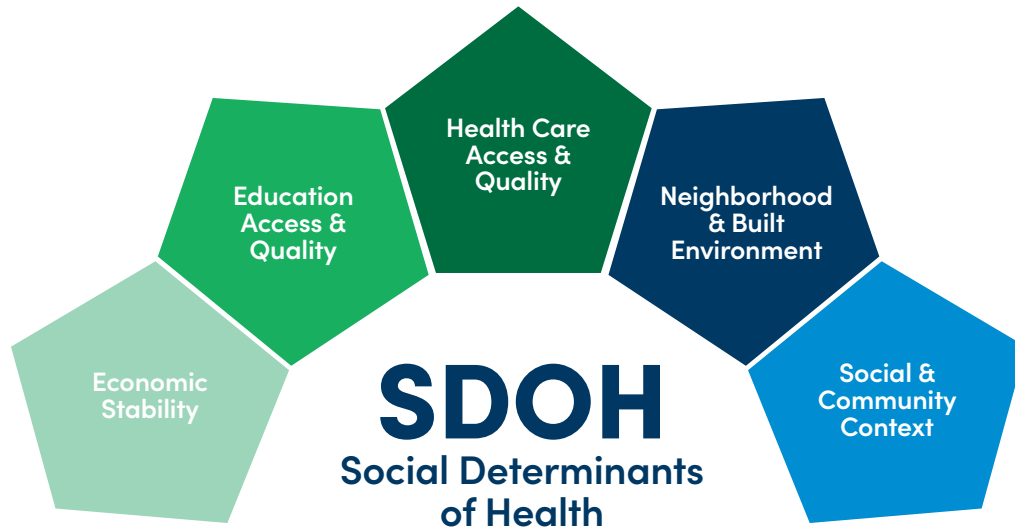 Health Care
Access &
Quality
Education
Access &
Quality
Neighborhood
& Built
Environment
Economic
Stability
Social &
Community
Context
SDOH
Social Determinants
of Health